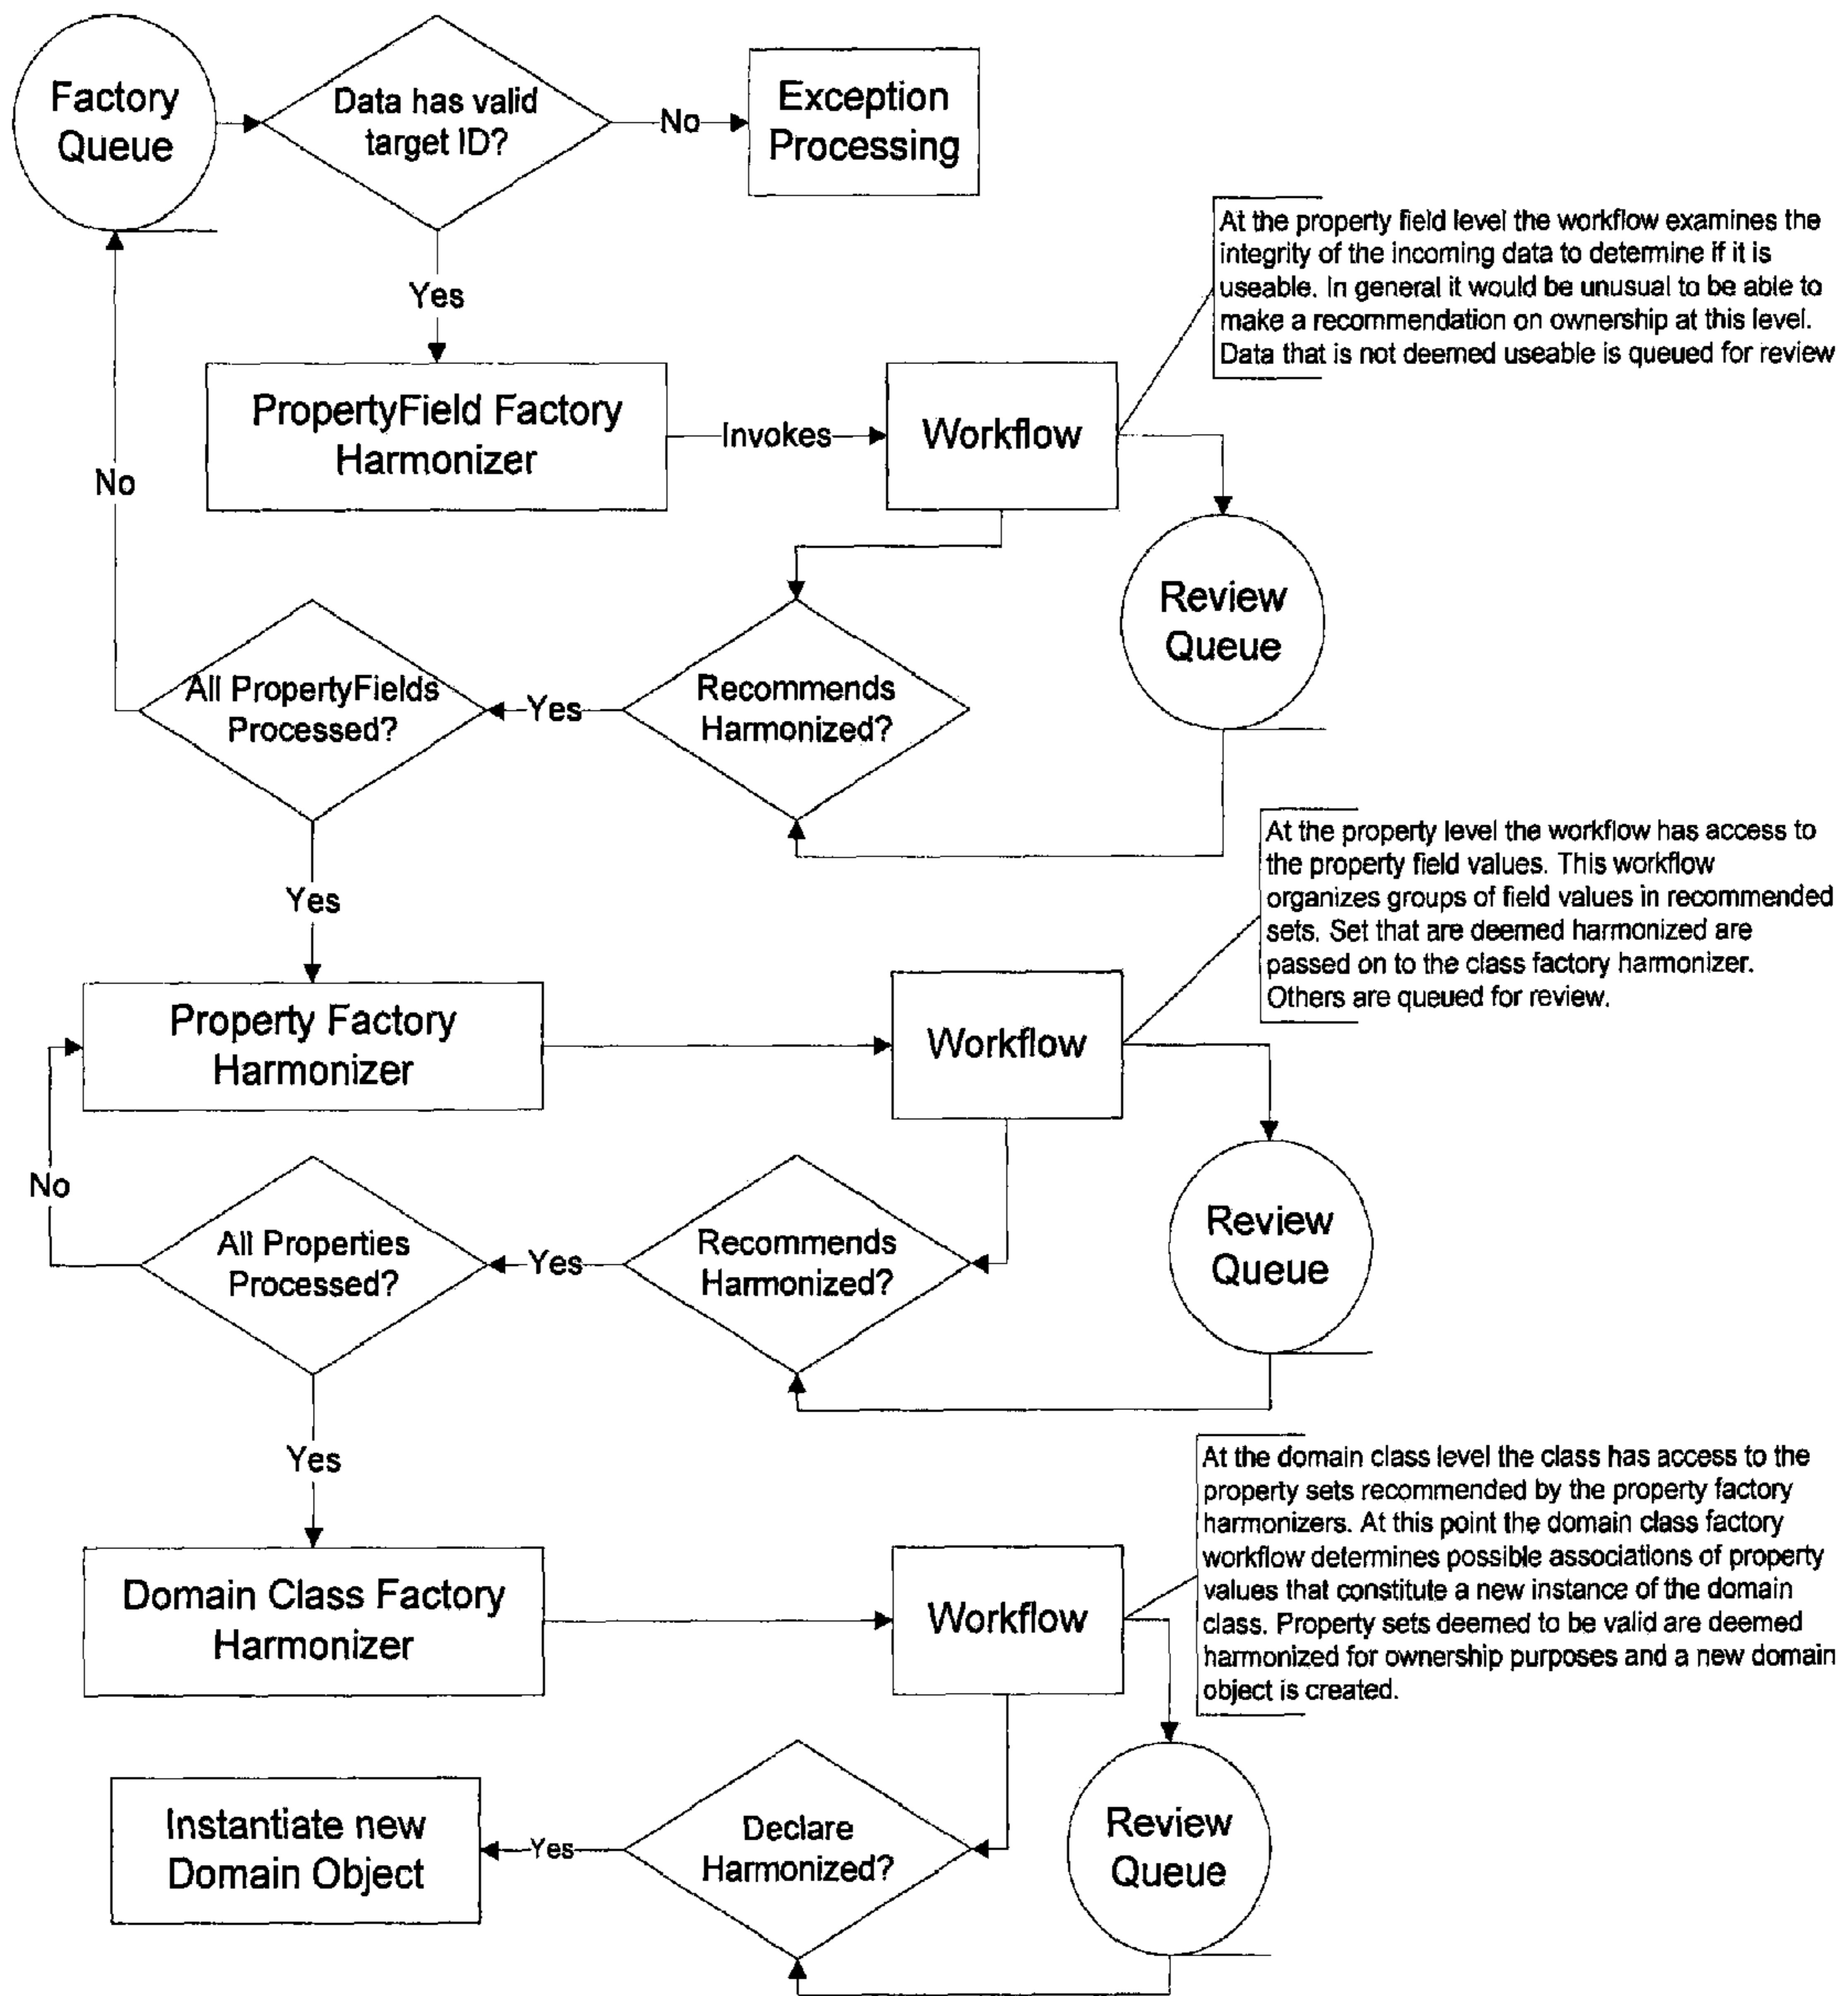 Factory
Queue
Data has valid
target ID?
No
Exception
Processing
Yes
At the property field level the workflow examines the
integrity of the incoming data to determine if it is
useable. In general it would be unusual to be able to
make a recommendation on ownership at this level.
Data that is not deemed useable is queued for review
PropertyField Factory
Harmonizer
Invokes
Workflow
No
Review
Queue
All PropertyFields
Processed?
Yes
Recommends
Harmonized?
Yes
At the property level the workflow has access to
the property field values. This workflow
organizes groups of field values in recommended
sets. Set that are deemed harmonized are
passed on to the class factory harmonizer.
Others are queued for review.
Property Factory
Harmonizer
Workflow
No
Review
Queue
All Properties
Processed?
Yes
Recommends
Harmonized?
Yes
At the domain class level the class has access to the
property sets recommended by the property factory
harmonizers. At this point the domain class factory
workflow determines possible associations of property
values that constitute a new instance of the domain
class. Property sets deemed to be valid are deemed
harmonized for ownership purposes and a new domain
object is created.
Domain Class Factory
Harmonizer
Workflow
Instantiate new
Domain Object
Yes
Declare
Harmonized?
Review
Queue